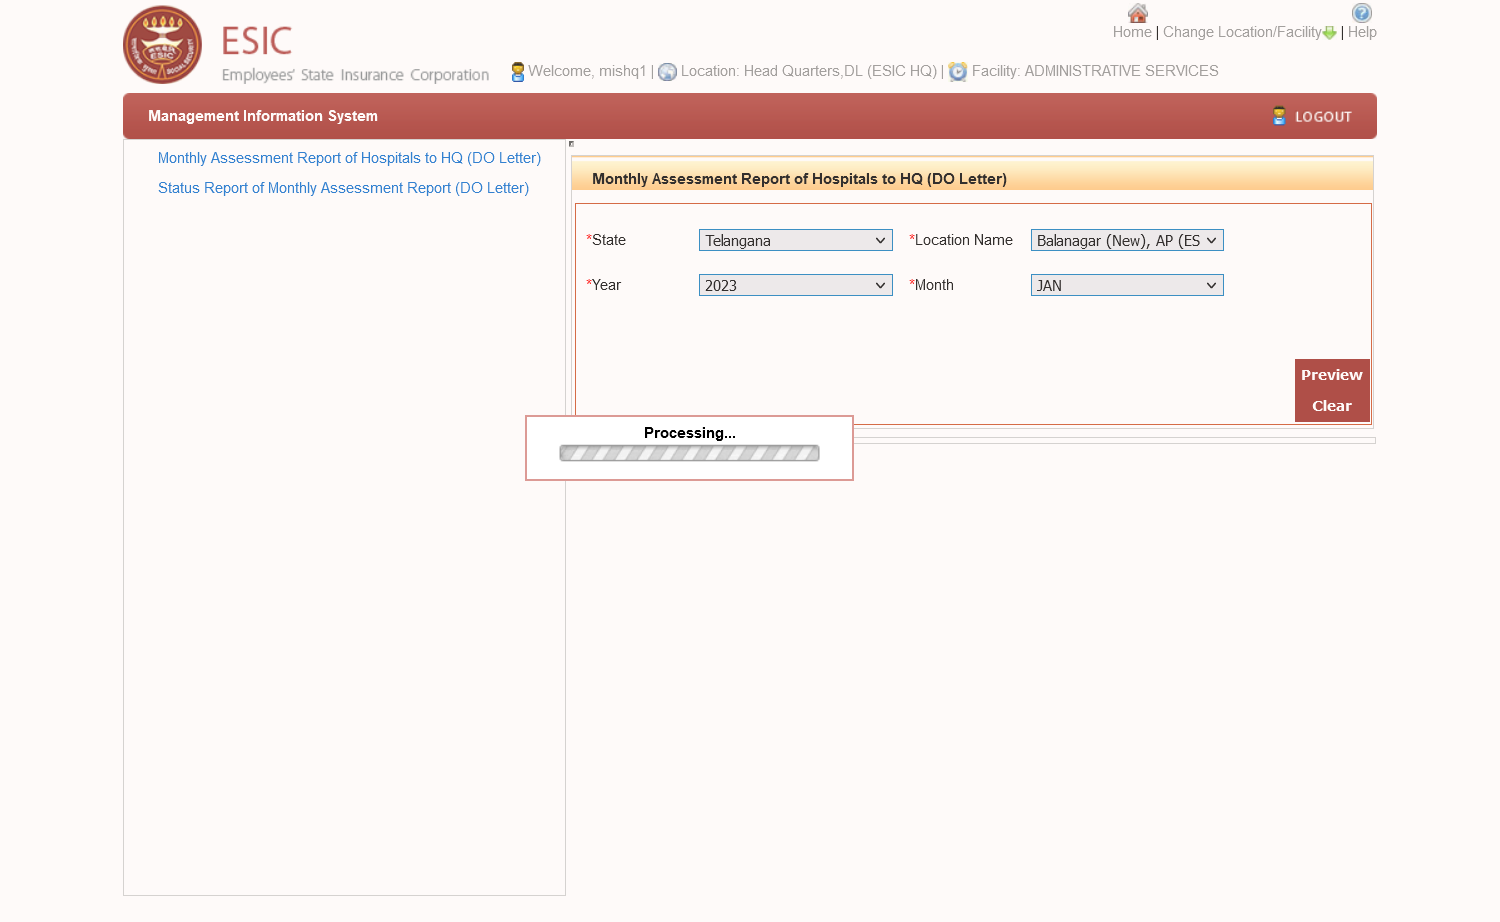 Home | Change Location/Facility | Help
ESIC
Employees' State Insurance Corporation
Welcome, mishq1 | Location: Head Quarters,DL (ESIC HQ) | Facility: ADMINISTRATIVE SERVICES
Management Information System
LOGOUT
Monthly Assessment Report of Hospitals to HQ (DO Letter)
Status Report of Monthly Assessment Report (DO Letter)
Monthly Assessment Report of Hospitals to HQ (DO Letter)
*State Telangana *Location Name Balanagar (New), AP (ES
*Year 2023 *Month JAN
Preview
Clear
Processing...